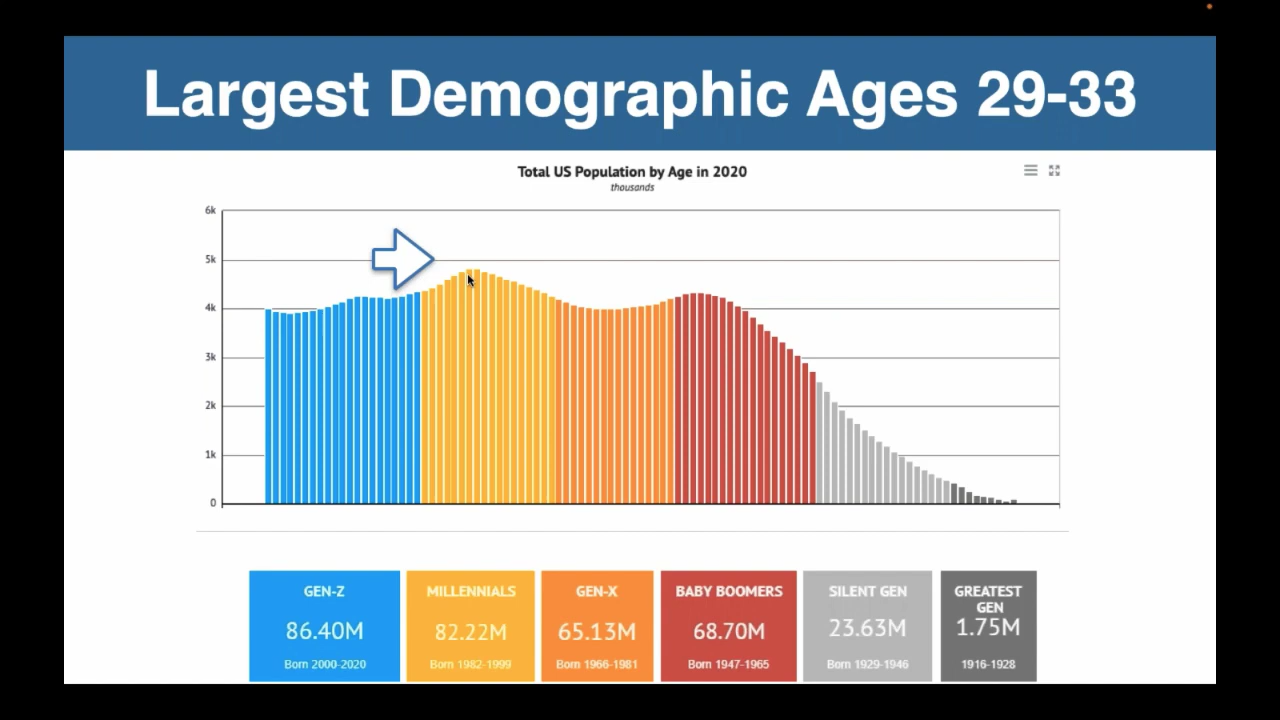 Largest Demographic Ages 29-33
Total US Population by Age in 2020
thousands
6k
5k
4k
3k
2k
1k
0
GEN-Z
86.40M
Born 2000-2020
MILLENNIALS
82.22M
Born 1982-1999
GEN-X
65.13M
Born 1966-1981
BABY BOOMERS
68.70M
Born 1947-1965
SILENT GEN
23.63M
Born 1929-1946
GREATEST
GEN
1.75M
1916-1928